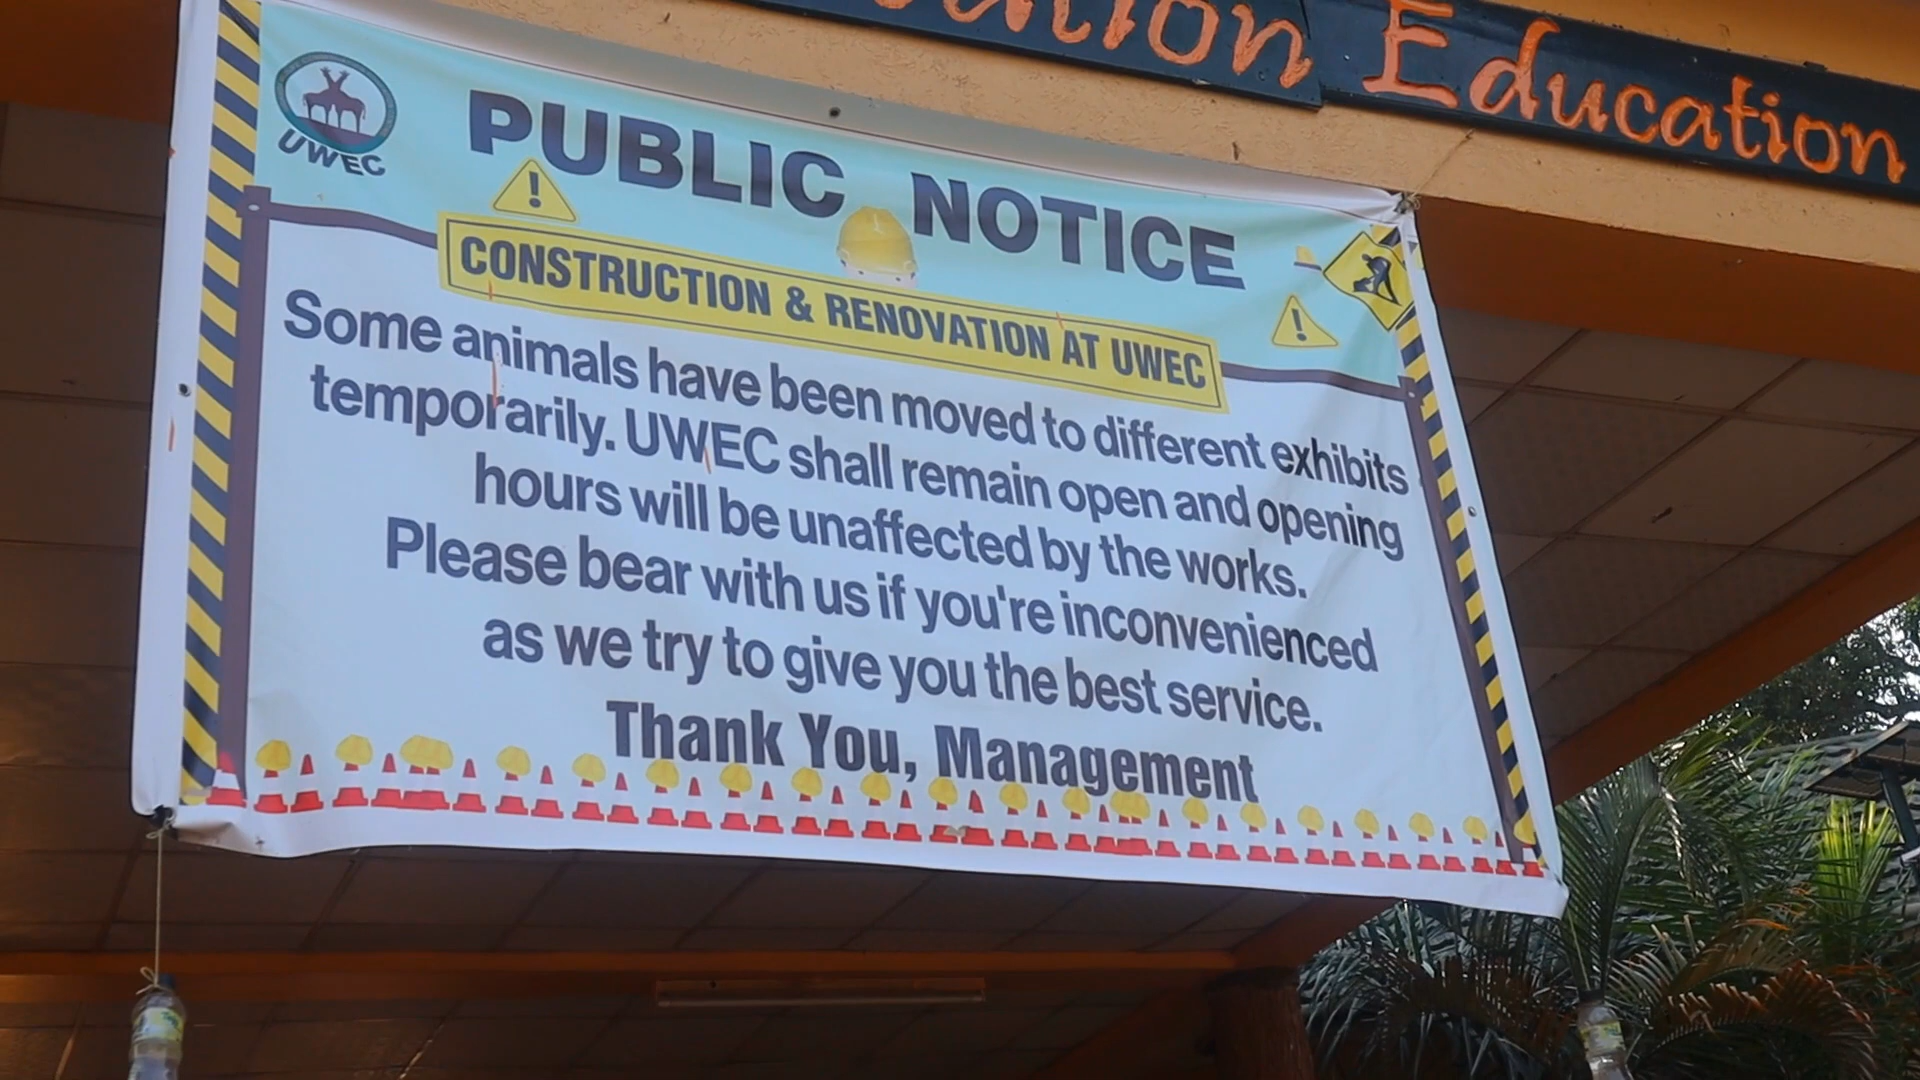 Education
UWEC
PUBLIC NOTICE
CONSTRUCTION & RENOVATION AT UWEC
Some animals have been moved to different exhibits
temporarily. UWEC shall remain open and opening
hours will be unaffected by the works.
Please bear with us if you're inconvenienced
as we try to give you the best service.
Thank You, Management